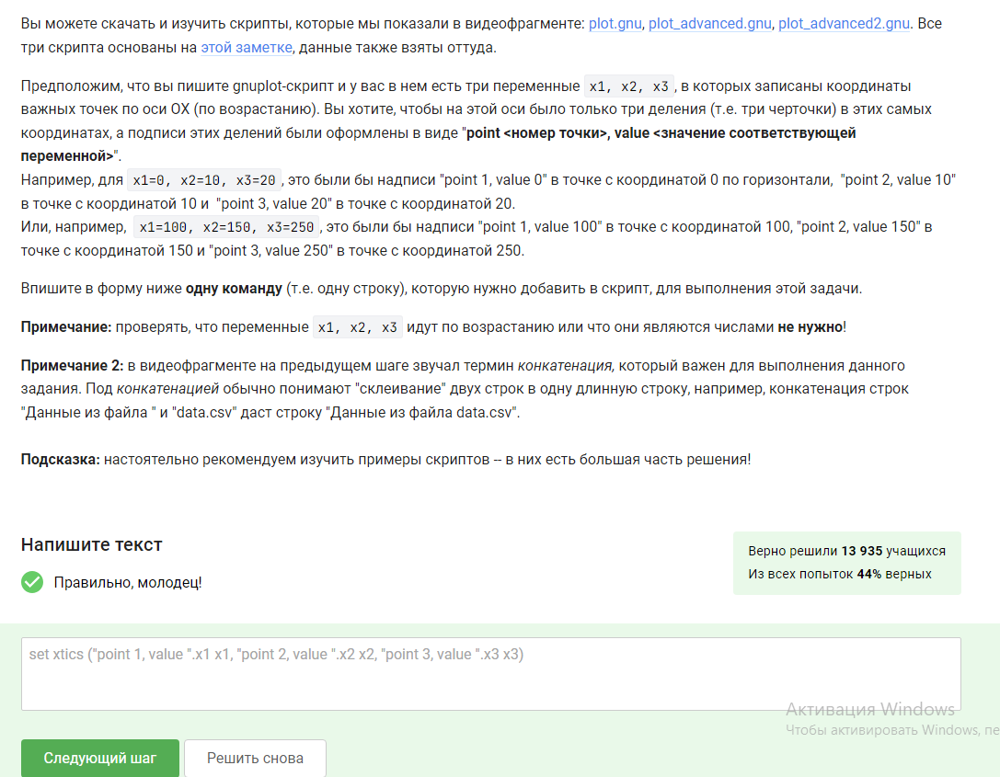 Вы можете скачать и изучить скрипты, которые мы показали в видеофрагменте: plot.gnu, plot_advanced.gnu, plot_advanced2.gnu. Все
три скрипта основаны на этой заметке, данные также взяты оттуда.
Предположим, что вы пишите gnuplot-скрипт и у вас в нем есть три переменные x1, x2, x3, в которых записаны координаты
важных точек по оси OX (по возрастанию). Вы хотите, чтобы на этой оси было только три деления (т.е. три черточки) в этих самых
координатах, а подписи этих делений были оформлены в виде "point <номер точки>, value <значение соответствующей
переменной>".
Например, для x1=0, x2=10, x3=20, это были бы надписи "point 1, value 0" в точке с координатой 0 по горизонтали, "point 2, value 10"
в точке с координатой 10 и "point 3, value 20" в точке с координатой 20.
Или, например, x1=100, x2=150, x3=250, это были бы надписи "point 1, value 100" в точке с координатой 100, "point 2, value 150" в
точке с координатой 150 и "point 3, value 250" в точке с координатой 250.
Впишите в форму ниже одну команду (т.е. одну строку), которую нужно добавить в скрипт, для выполнения этой задачи.
Примечание: проверять, что переменные x1, x2, x3 идут по возрастанию или что они являются числами не нужно!
Примечание 2: в видеофрагменте на предыдущем шаге звучал термин конкатенация, который важен для выполнения данного
задания. Под конкатенацией обычно понимают "склеивание" двух строк в одну длинную строку, например, конкатенация строк
"Данные из файла " и "data.csv" даст строку "Данные из файла data.csv".
Подсказка: настоятельно рекомендуем изучить примеры скриптов -- в них есть большая часть решения!
Напишите текст
Верно решили 13 935 учащихся
Из всех попыток 44% верных
Правильно, молодец!
set xtics ("point 1, value ".x1 x1, "point 2, value ".x2 x2, "point 3, value ".x3 x3)
Активация Windows
Чтобы активировать Windows, пе
Следующий шаг
Решить снова